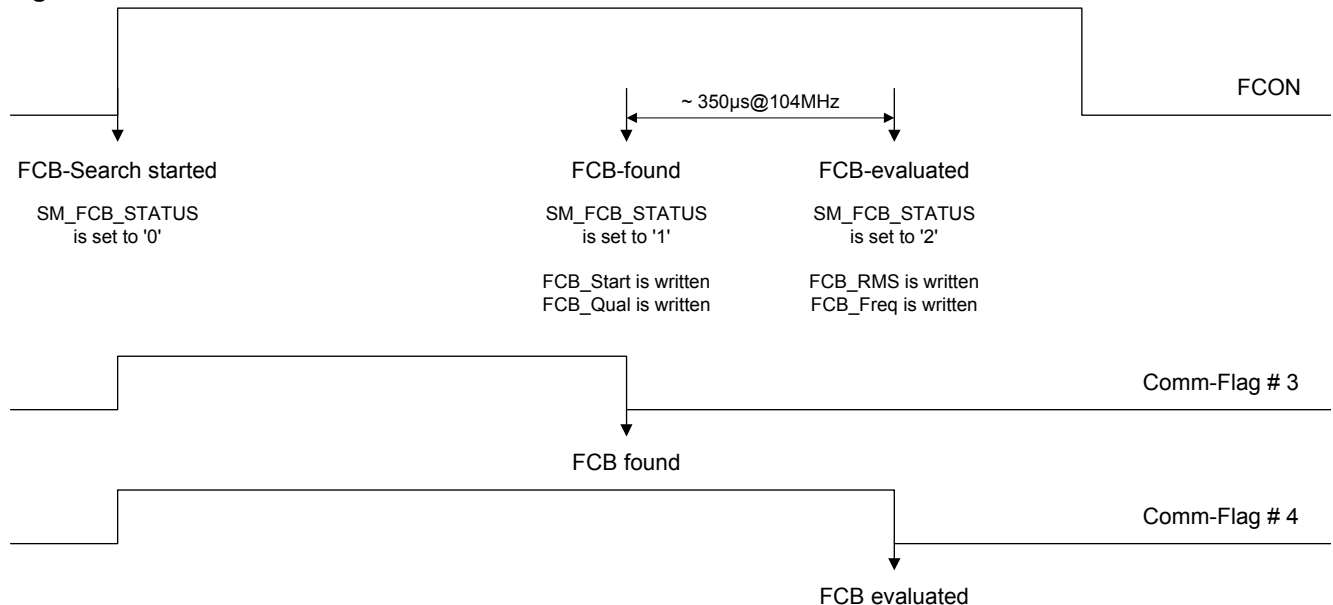 FCON
~ 350µs@104MHz
FCB-Search started
SM_FCB_STATUS
is set to '0'
FCB-found
SM_FCB_STATUS
is set to '1'
FCB_Start is written
FCB_Qual is written
FCB-evaluated
SM_FCB_STATUS
is set to '2'
FCB_RMS is written
FCB_Freq is written
Comm-Flag # 3
FCB found
Comm-Flag # 4
FCB evaluated